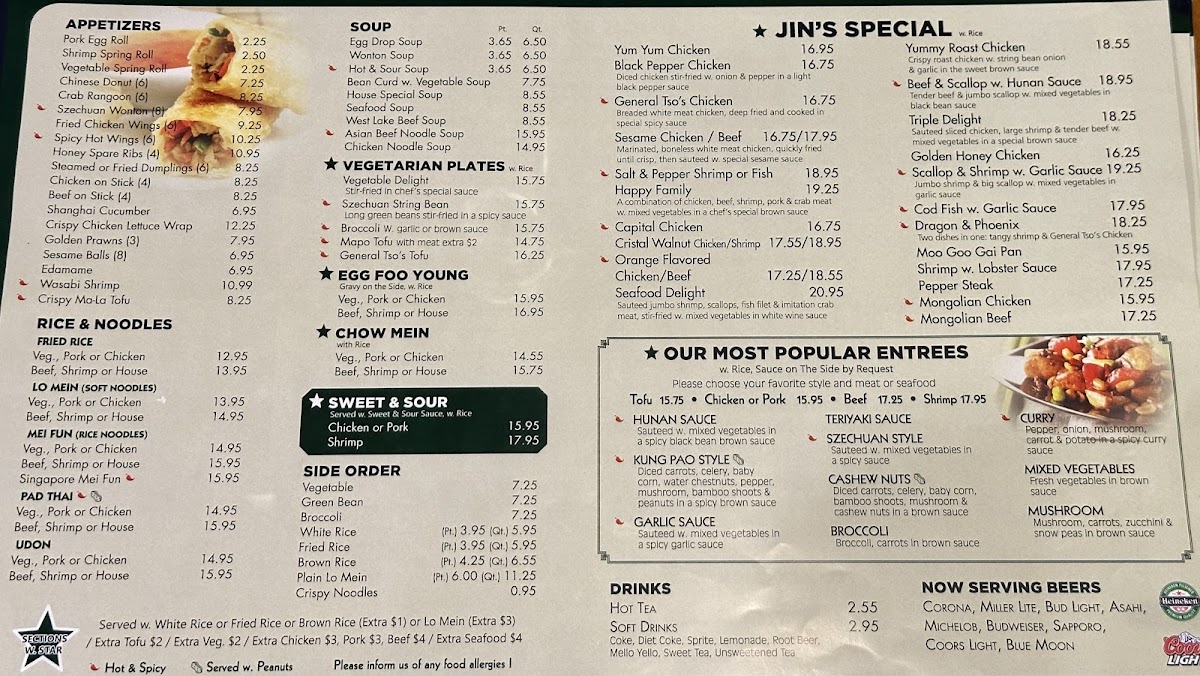 APPETIZERS
Pork Egg Roll 2.25
Shrimp Spring Roll 2.50
Vegetable Spring Roll 2.25
Chinese Donut (6) 7.25
Crab Rangoon (6) 8.25
Szechuan Wonton (8) 7.95
Fried Chicken Wings (6) 9.25
Spicy Hot Wings (6) 10.25
Honey Spare Ribs (4) 10.95
Steamed or Fried Dumplings (6) 8.25
Chicken on Stick (4) 8.25
Beef on Stick (4) 8.25
Shanghai Cucumber 6.95
Crispy Chicken Lettuce Wrap 12.25
Golden Prawns (3) 7.95
Sesame Balls (8) 6.95
Edamame 6.95
Wasabi Shrimp 10.99
Crispy Ma-La Tofu 8.25
RICE & NOODLES
FRIED RICE
Veg., Pork or Chicken 12.95
Beef, Shrimp or House 13.95
LO MEIN (SOFT NOODLES)
Veg., Pork or Chicken 13.95
Beef, Shrimp or House 14.95
MEI FUN (RICE NOODLES)
Veg., Pork or Chicken 14.95
Beef, Shrimp or House 15.95
Singapore Mei Fun 15.95
PAD THAI
Veg., Pork or Chicken 14.95
Beef, Shrimp or House 15.95
UDON
Veg., Pork or Chicken 14.95
Beef, Shrimp or House 15.95
SOUP Pt. Qt.
Egg Drop Soup 3.65 6.50
Wonton Soup 3.65 6.50
Hot & Sour Soup 3.65 6.50
Bean Curd w. Vegetable Soup 7.75
House Special Soup 8.55
Seafood Soup 8.55
West Lake Beef Soup 8.55
Asian Beef Noodle Soup 15.95
Chicken Noodle Soup 14.95
VEGETARIAN PLATES w. Rice
Vegetable Delight 15.75
Stir-fried in chef's special sauce
Szechuan String Bean 15.75
Long green beans stir-fried in a spicy sauce
Broccoli w. garlic or brown sauce 15.75
Mapo Tofu with meat extra $2 14.75
General Tso's Tofu 16.25
EGG FOO YOUNG
Gravy on the Side, w. Rice
Veg., Pork or Chicken 15.95
Beef, Shrimp or House 16.95
CHOW MEIN
with Rice
Veg., Pork or Chicken 14.55
Beef, Shrimp or House 15.75
SWEET & SOUR
Served w. Sweet & Sour Sauce, w. Rice
Chicken or Pork 15.95
Shrimp 17.95
SIDE ORDER
Vegetable 7.25
Green Bean 7.25
Broccoli 7.25
White Rice (Pt.) 3.95 (Qt.) 5.95
Fried Rice (Pt.) 3.95 (Qt.) 5.95
Brown Rice (Pt.) 4.25 (Qt.) 6.55
Plain Lo Mein (Pt.) 6.00 (Qt.) 11.25
Crispy Noodles 0.95
SECTIONS
W. STAR
Served w. White Rice or Fried Rice or Brown Rice (Extra $1) or Lo Mein (Extra $3)
/ Extra Tofu $2 / Extra Veg. $2 / Extra Chicken $3, Pork $3, Beef $4 / Extra Seafood $4
Hot & Spicy Served w. Peanuts Please inform us of any food allergies !
JIN'S SPECIAL w. Rice
Yum Yum Chicken 16.95
Black Pepper Chicken 16.75
Diced chicken stir-fried w. onion & pepper in a light
black pepper sauce
General Tso's Chicken 16.75
Breaded white meat chicken, deep fried and cooked in
special spicy sauce
Sesame Chicken / Beef 16.75/17.95
Marinated, boneless white meat chicken, quickly fried
until crisp, then sauteed w. special sesame sauce
Salt & Pepper Shrimp or Fish 18.95
Happy Family 19.25
A combination of chicken, beef, shrimp, pork & crab meat
w. mixed vegetables in a chef's special brown sauce
Capital Chicken 16.75
Cristal Walnut Chicken/Shrimp 17.55/18.95
Orange Flavored
Chicken/Beef 17.25/18.55
Seafood Delight 20.95
Sauteed jumbo shrimp, scallops, fish filet & imitation crab
meat, stir-fried w. mixed vegetables in white wine sauce
Yummy Roast Chicken 18.55
Crispy roast chicken w. string bean onion
& garlic in the sweet brown sauce
Beef & Scallop w. Hunan Sauce 18.95
Tender beef & jumbo scallop w. mixed vegetables in
black bean sauce
Triple Delight 18.25
Sauteed sliced chicken, large shrimp & tender beef w.
mixed vegetables in a special brown sauce
Golden Honey Chicken 16.25
Scallop & Shrimp w. Garlic Sauce 19.25
Jumbo shrimp & big scallop w. mixed vegetables in
garlic sauce
Cod Fish w. Garlic Sauce 17.95
Dragon & Phoenix 18.25
Two dishes in one: tangy shrimp & General Tso's Chicken
Moo Goo Gai Pan 15.95
Shrimp w. Lobster Sauce 17.95
Pepper Steak 17.25
Mongolian Chicken 15.95
Mongolian Beef 17.25
OUR MOST POPULAR ENTREES
w. Rice, Sauce on The Side by Request
Please choose your favorite style and meat or seafood
Tofu 15.75 • Chicken or Pork 15.95 • Beef 17.25 • Shrimp 17.95
HUNAN SAUCE
Sauteed w. mixed vegetables in
a spicy black bean brown sauce
KUNG PAO STYLE
Diced carrots, celery, baby
corn, water chestnuts, pepper,
mushroom, bamboo shoots &
peanuts in a spicy brown sauce
GARLIC SAUCE
Sauteed w. mixed vegetables in
a spicy garlic sauce
TERIYAKI SAUCE
SZECHUAN STYLE
Sauteed w. mixed vegetables in
a spicy sauce
CASHEW NUTS
Diced carrots, celery, baby corn,
bamboo shoots, mushroom &
cashew nuts in a brown sauce
BROCCOLI
Broccoli, carrots in brown sauce
CURRY
Pepper, onion, mushroom,
carrot & potato in a spicy curry
sauce
MIXED VEGETABLES
Fresh vegetables in brown
sauce
MUSHROOM
Mushroom, carrots, zucchini &
snow peas in brown sauce
DRINKS
HOT TEA 2.55
SOFT DRINKS 2.95
Coke, Diet Coke, Sprite, Lemonade, Root Beer,
Mello Yello, Sweet Tea, Unsweetened Tea
NOW SERVING BEERS
CORONA, MILLER LITE, BUD LIGHT, ASAHI,
MICHELOB, BUDWEISER, SAPPORO,
COORS LIGHT, BLUE MOON
Heineken
Coors
LIGH